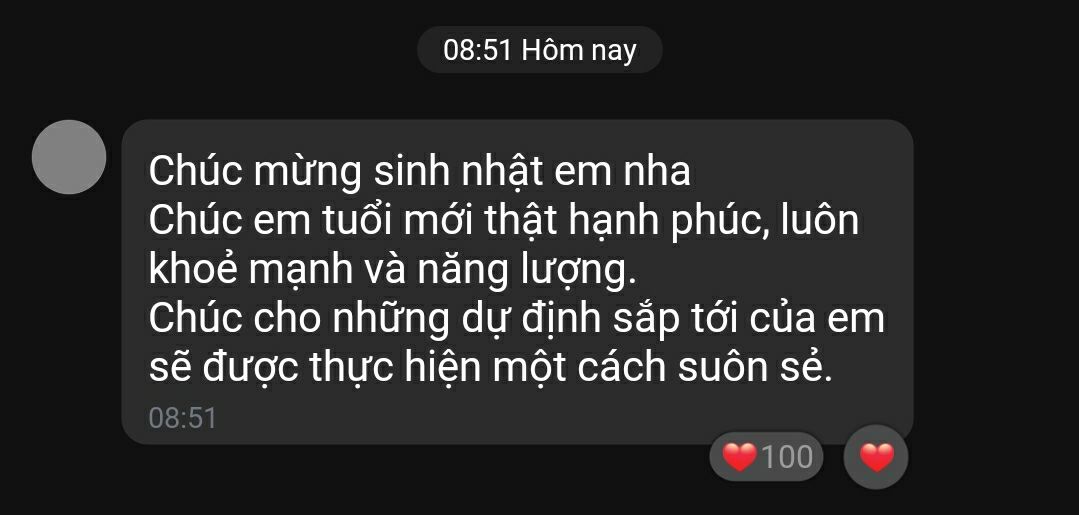 08:51 Hôm nay
Chúc mừng sinh nhật em nha
Chúc em tuổi mới thật hạnh phúc, luôn
khoẻ mạnh và năng lượng.
Chúc cho những dự định sắp tới của em
sẽ được thực hiện một cách suôn sẻ.
08:51
100